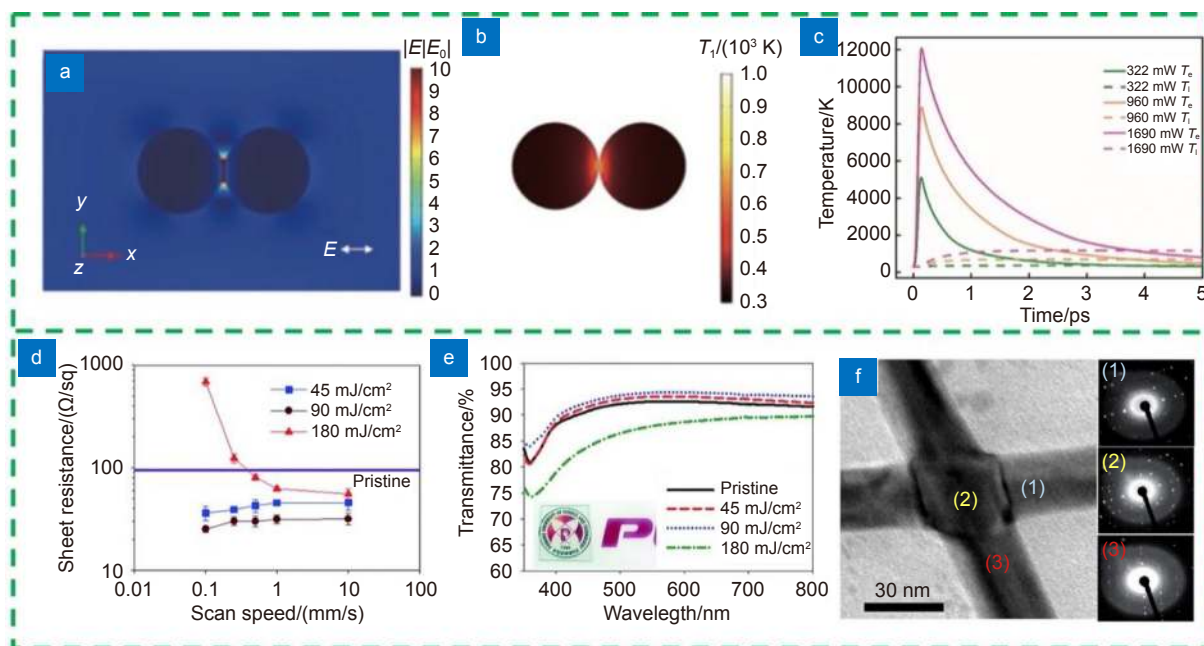 a
|E|E0|
10
9
8
7
6
5
4
3
2
1
0
y
z
x
E
b
T1/(10³ K)
1.0
0.9
0.8
0.7
0.6
0.5
0.4
0.3
c
Temperature/K
12000
10000
8000
6000
4000
2000
0
322 mW Te
322 mW Tl
960 mW Te
960 mW Tl
1690 mW Te
1690 mW Tl
0 1 2 3 4 5
Time/ps
d
Sheet resistance/(Ω/sq)
1000
100
10
45 mJ/cm²
90 mJ/cm²
180 mJ/cm²
Pristine
0.01 0.1 1 10 100
Scan speed/(mm/s)
e
Transmittance/%
100
95
90
85
80
75
70
65
60
Pristine
45 mJ/cm²
90 mJ/cm²
180 mJ/cm²
400 500 600 700 800
Wavelegth/nm
f
(1)
(2)
(3)
30 nm
(1)
(2)
(3)